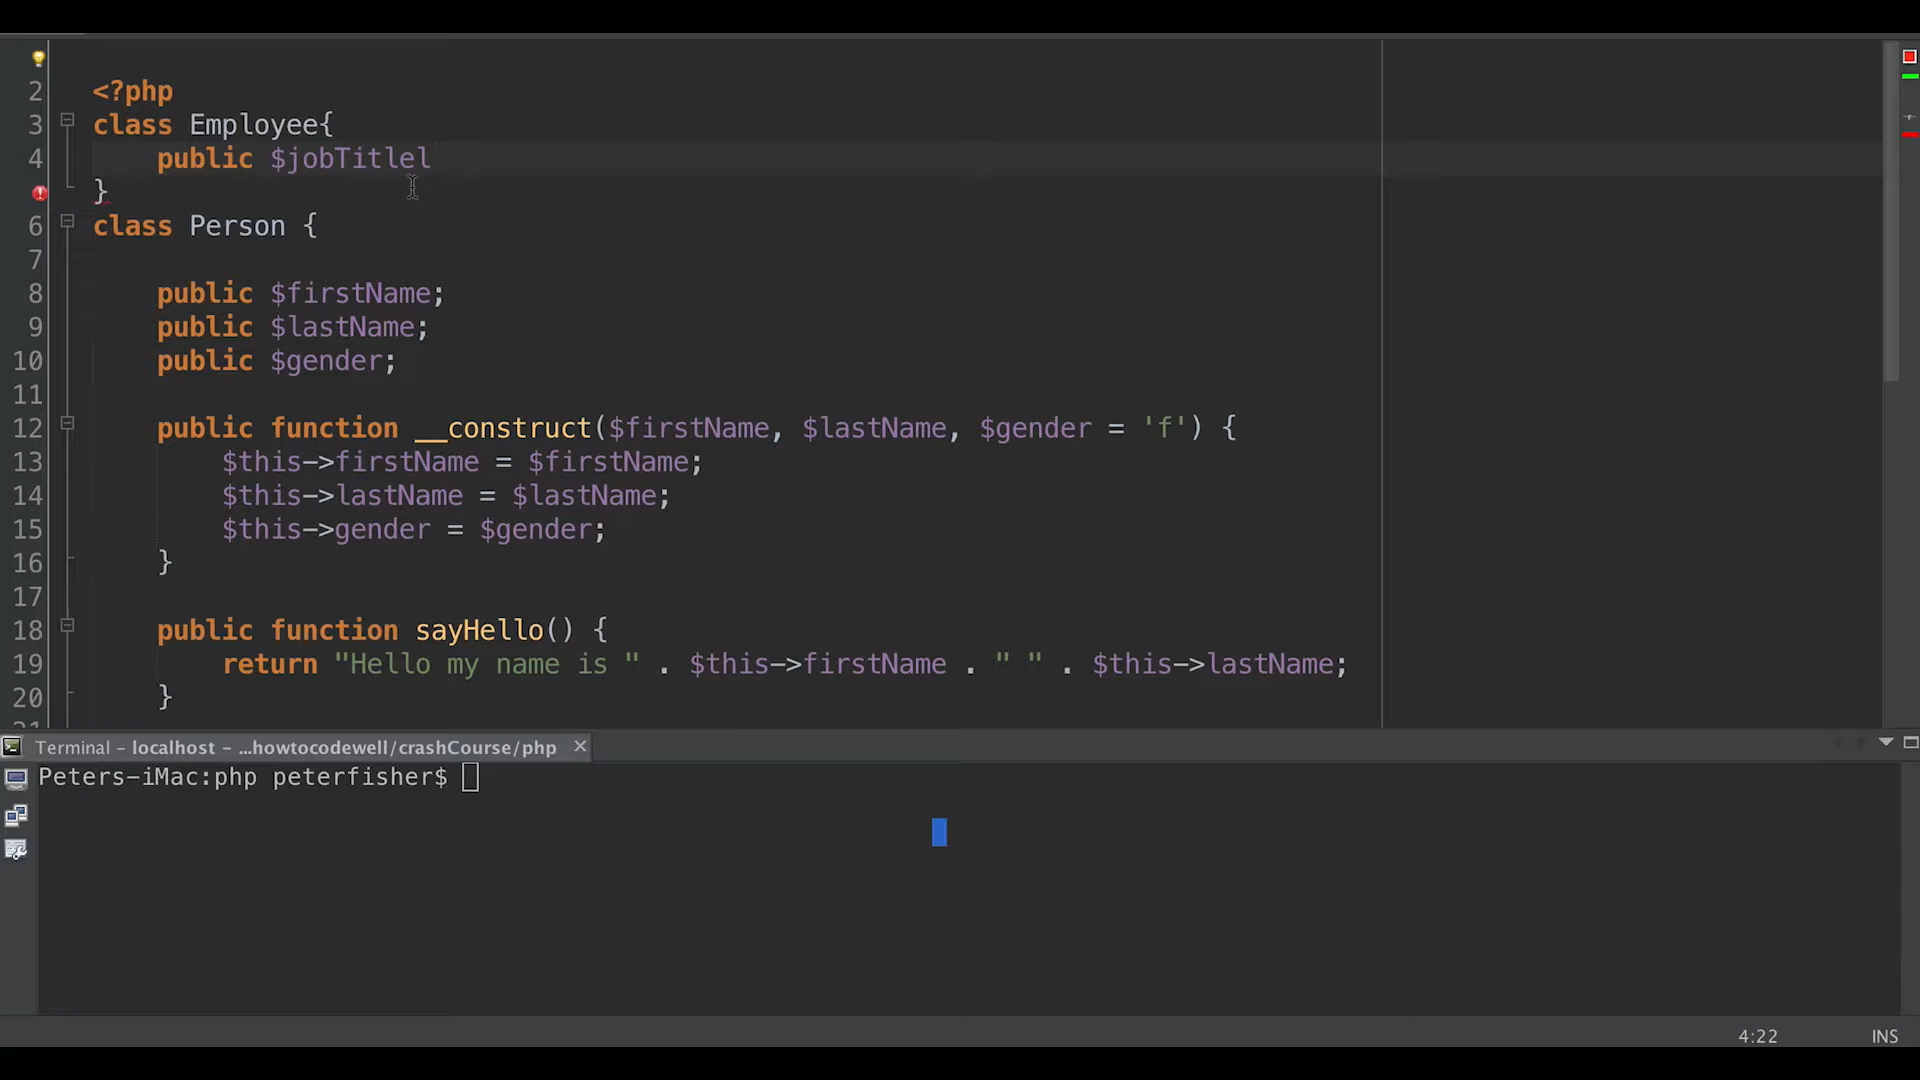 2 <?php
3 class Employee{
4 public $jobTitlel
}
6 class Person {
7
8 public $firstName;
9 public $lastName;
10 public $gender;
11
12 public function __construct($firstName, $lastName, $gender = 'f') {
13 $this->firstName = $firstName;
14 $this->lastName = $lastName;
15 $this->gender = $gender;
16 }
17
18 public function sayHello() {
19 return "Hello my name is " . $this->firstName . " " . $this->lastName;
20 }
21
Terminal – localhost – …howtocodewell/crashCourse/php
Peters-iMac:php peterfisher$
4:22 INS